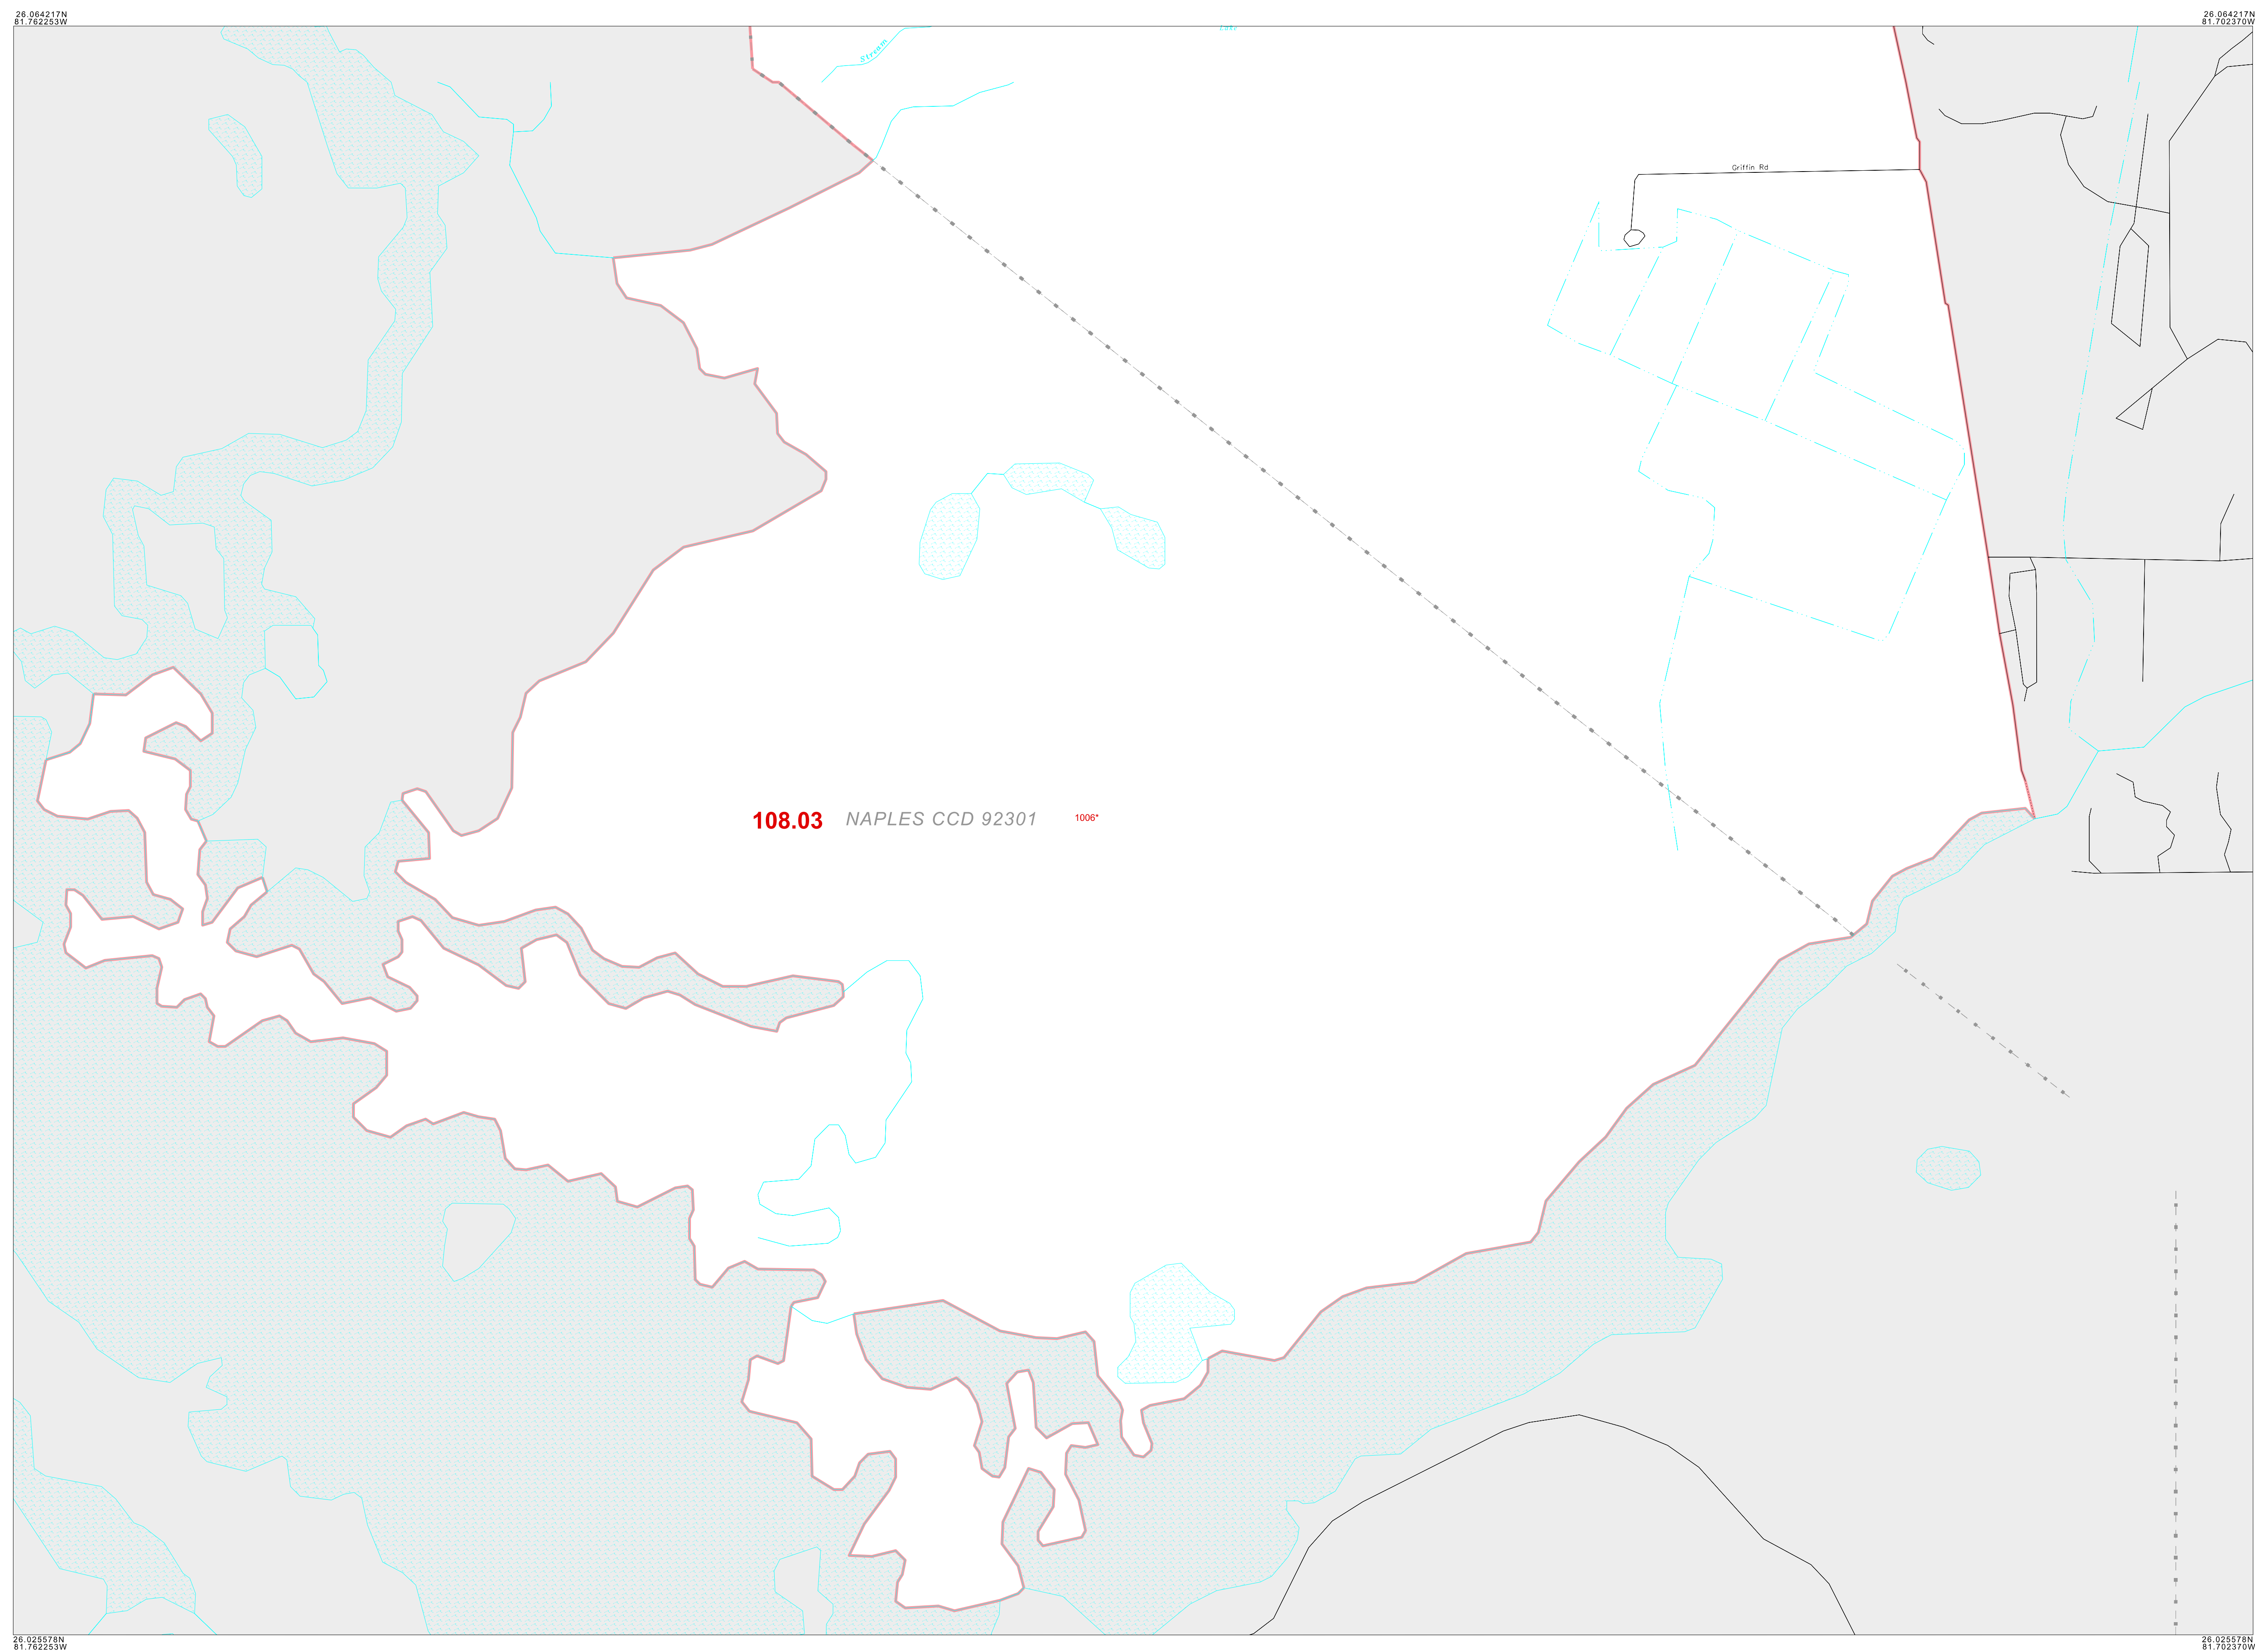 26.064217N
81.762253W
26.064217N
81.702370W
Stream
Griffin Rd
108.03 NAPLES CCD 92301 1006*
26.025578N
81.762253W
26.025578N
81.702370W